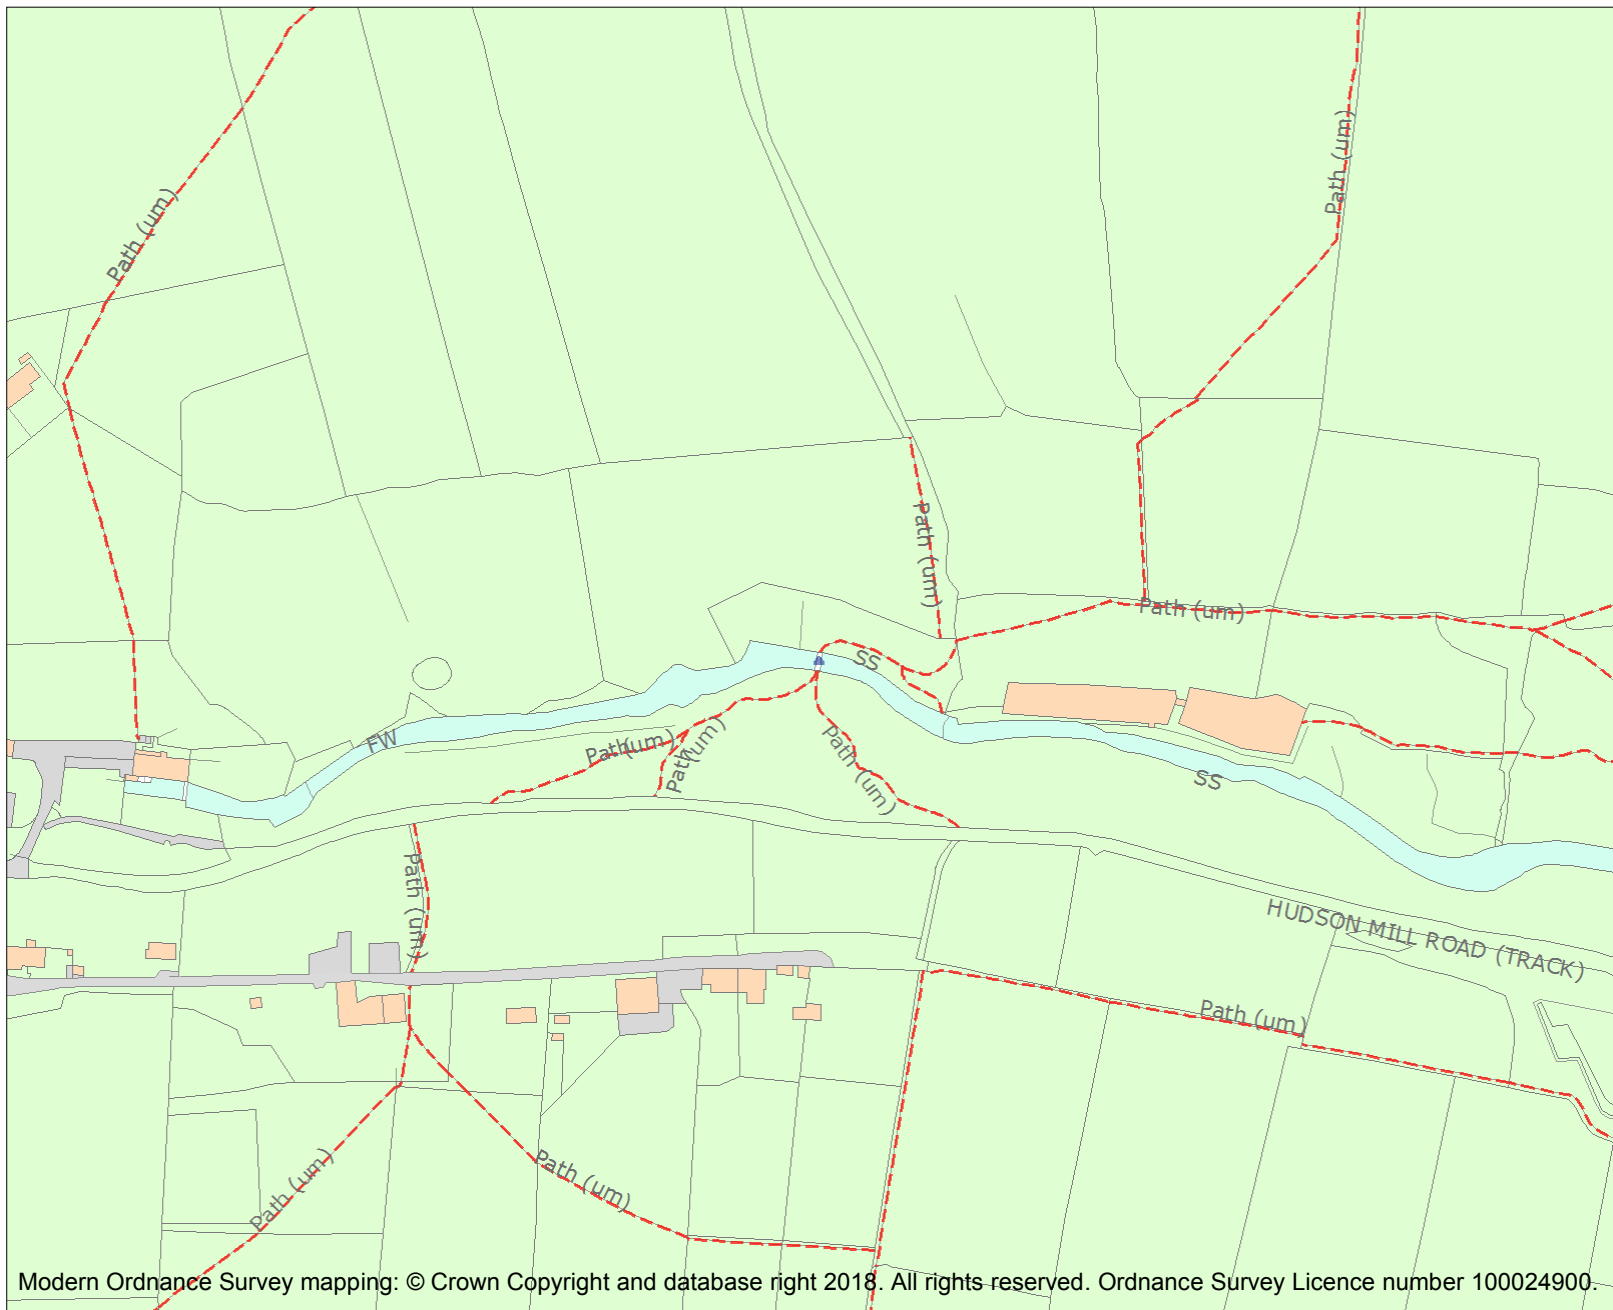 Path (um)
Path (um)
Path (um)
Path (um)
SS
FW
Path(um)
Path (um)
Path (um)
SS
Path (um)
HUDSON MILL ROAD (TRACK)
Path (um)
Path (um)
Path (um)
Modern Ordnance Survey mapping: © Crown Copyright and database right 2018. All rights reserved. Ordnance Survey Licence number 100024900.